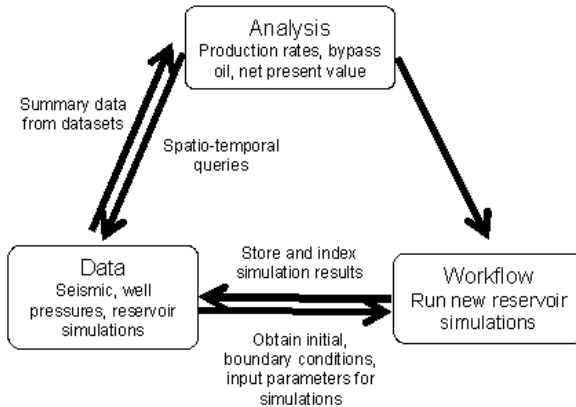 Analysis
Production rates, bypass
oil, net present value
Summary data
from datasets
Spatio-temporal
queries
Data
Seismic, well
pressures, reservoir
simulations
Store and index
simulation results
Obtain initial,
boundary conditions,
input parameters for
simulations
Workflow
Run new reservoir
simulations